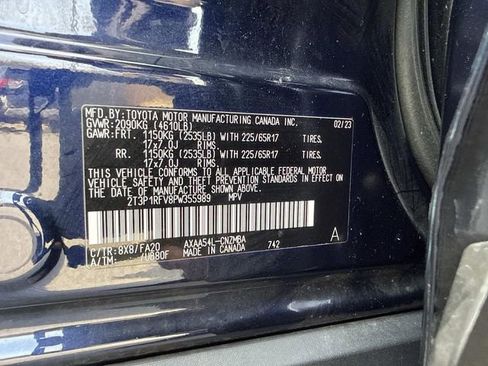 MFD.BY:TOYOTA MOTOR MANUFACTURING CANADA INC. 02/23
GVWR:2090KG (4610LB)
GAWR:FRT. 1150KG (2535LB) WITH 225/65R17 TIRES,
17x7.0J RIMS,
RR. 1150KG (2535LB) WITH 225/65R17 TIRES,
17x7.0J RIMS,
THIS VEHICLE CONFORMS TO ALL APPLICABLE FEDERAL MOTOR
VEHICLE SAFETY AND BUMPER STANDARDS IN EFFECT ON
THE DATE OF MANUFACTURE SHOWN ABOVE.
2T3P1RFV8PW355989 MPV
C/TR:8X8/FA20 AXAA54L-CNZMBA A
A/TM: /U880F MADE IN CANADA 742